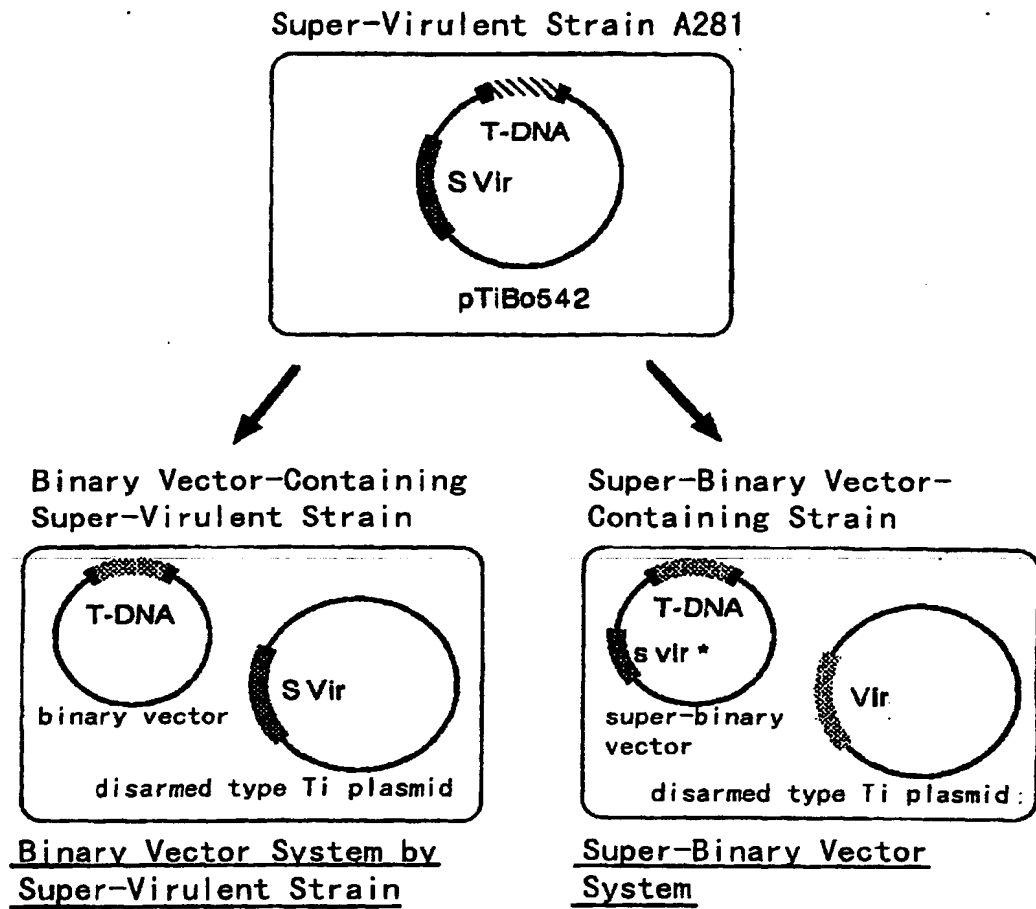 Super-Virulent Strain A281
T-DNA
S Vir
pTiBo542
Binary Vector-Containing
Super-Virulent Strain
T-DNA
S Vir
binary vector
disarmed type Ti plasmid
Binary Vector System by
Super-Virulent Strain
Super-Binary Vector-
Containing Strain
T-DNA
s vir *
Vir
super-binary
vector
disarmed type Ti plasmid
Super-Binary Vector
System